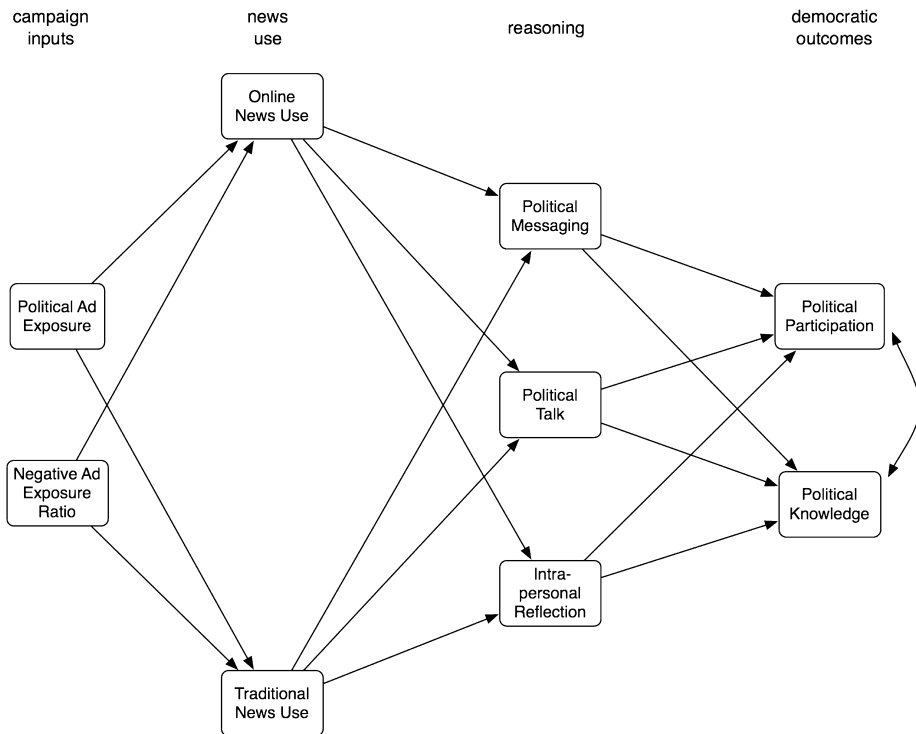 campaign
inputs
news
use
reasoning
democratic
outcomes
Online
News Use
Political
Messaging
Political Ad
Exposure
Political
Participation
Political
Talk
Negative Ad
Exposure
Ratio
Political
Knowledge
Intra-
personal
Reflection
Traditional
News Use